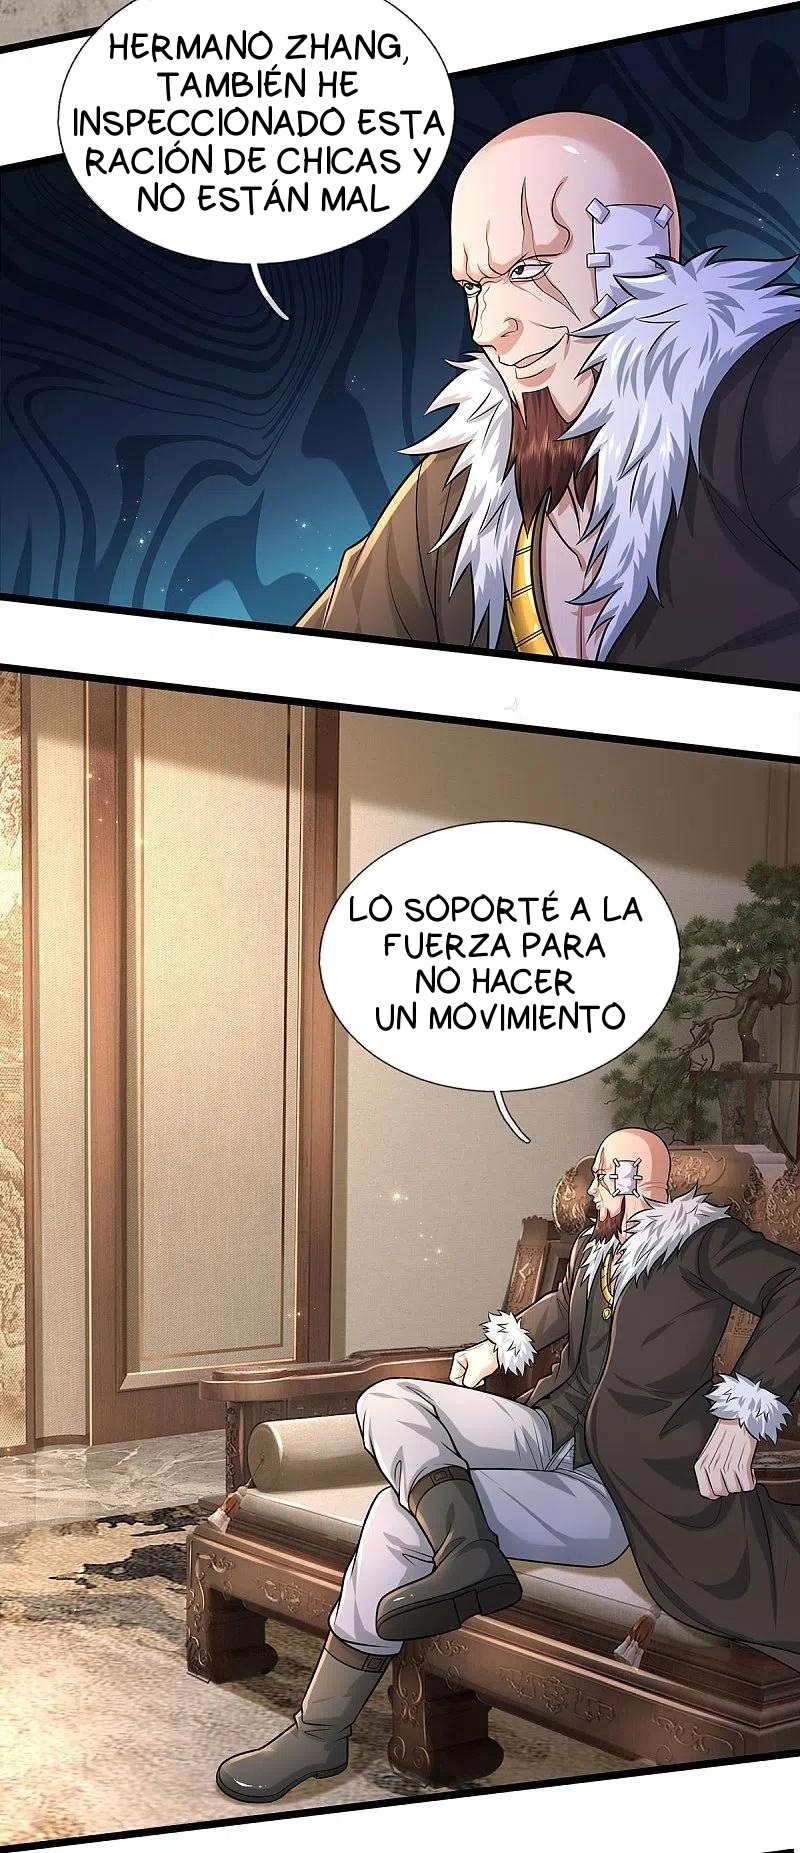 HERMANO ZHANG,
TAMBIÉN HE
INSPECCIONADO ESTA
RACIÓN DE CHICAS Y
NO ESTÁN MAL
LO SOPORTÉ A LA
FUERZA PARA
NO HACER
UN MOVIMIENTO